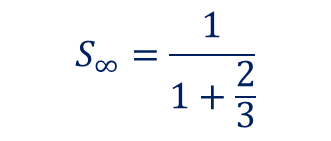 S∞ = 1 / (1 + 2/3)